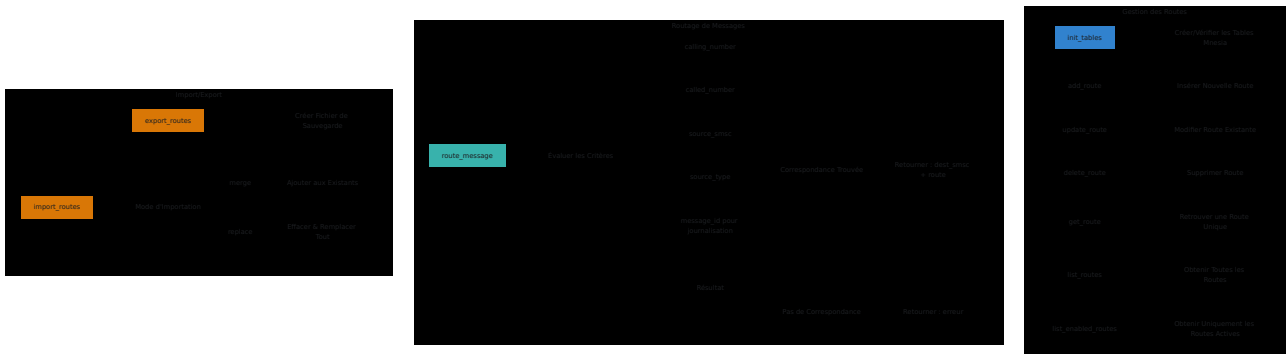 Import/Export
export_routes
Créer Fichier de
Sauvegarde
import_routes
Mode d'Importation
merge
Ajouter aux Existants
replace
Effacer & Remplacer
Tout
Routage de Messages
route_message
Évaluer les Critères
calling_number
called_number
source_smsc
source_type
message_id pour
journalisation
Résultat
Correspondance Trouvée
Retourner : dest_smsc
+ route
Pas de Correspondance
Retourner : erreur
Gestion des Routes
init_tables
Créer/Vérifier les Tables
Mnesia
add_route
Insérer Nouvelle Route
update_route
Modifier Route Existante
delete_route
Supprimer Route
get_route
Retrouver une Route
Unique
list_routes
Obtenir Toutes les
Routes
list_enabled_routes
Obtenir Uniquement les
Routes Actives